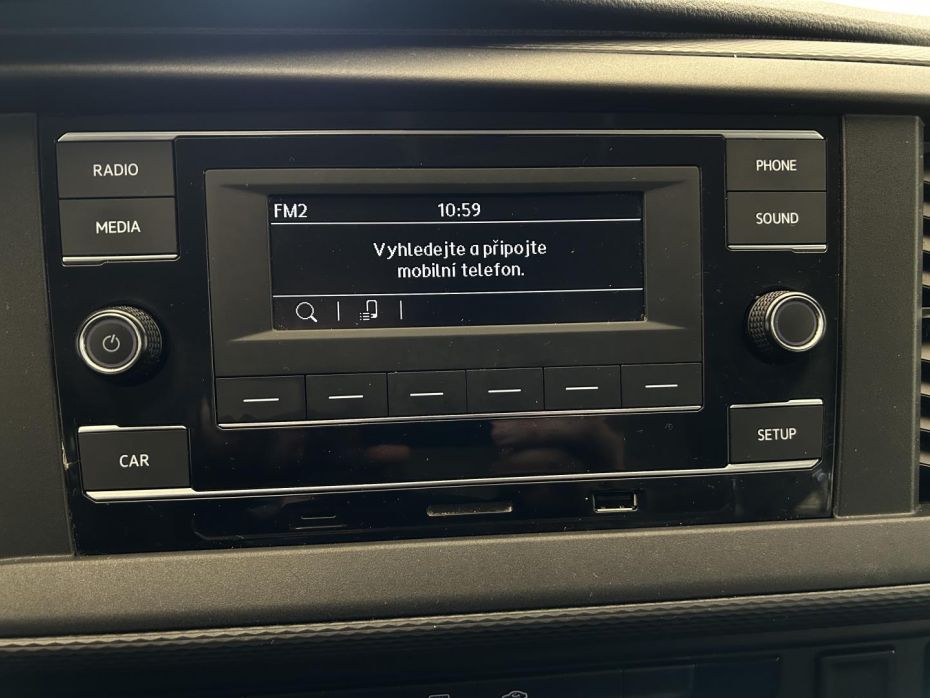 RADIO
MEDIA
PHONE
SOUND
FM2 10:59
Vyhledejte a připojte
mobilní telefon.
CAR
SETUP